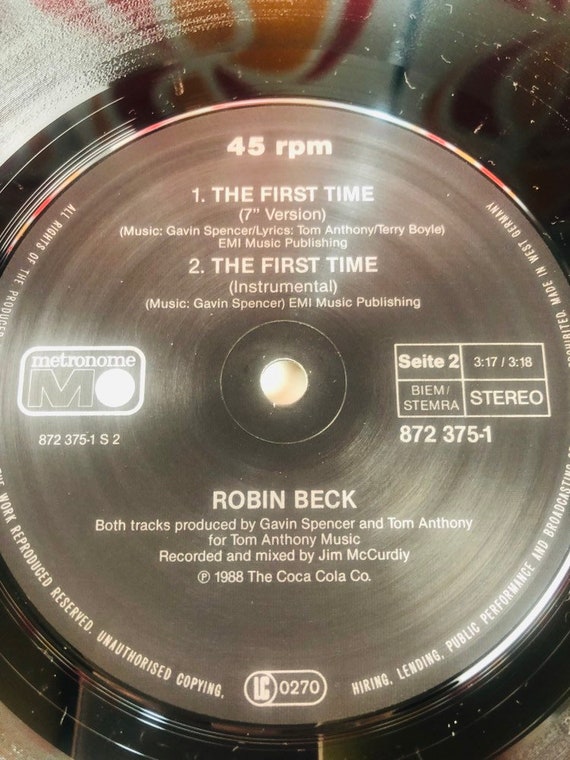 45 rpm
1. THE FIRST TIME
(7” Version)
(Music: Gavin Spencer/Lyrics: Tom Anthony/Terry Boyle)
EMI Music Publishing
2. THE FIRST TIME
(Instrumental)
(Music: Gavin Spencer) EMI Music Publishing
metronome
M
872 375-1 S 2
Seite 2
3:17 / 3:18
BIEM/
STEMRA
STEREO
872 375-1
ROBIN BECK
Both tracks produced by Gavin Spencer and Tom Anthony
for Tom Anthony Music
Recorded and mixed by Jim McCurdiy
℗ 1988 The Coca Cola Co.
ALL RIGHTS OF THE PRODUCER
WORK REPRODUCED RESERVED. UNAUTHORISED COPYING,
LC 0270
HIRING, LENDING, PUBLIC PERFORMANCE AND BROADCASTING OF
PROHIBITED. MADE IN WEST GERMANY